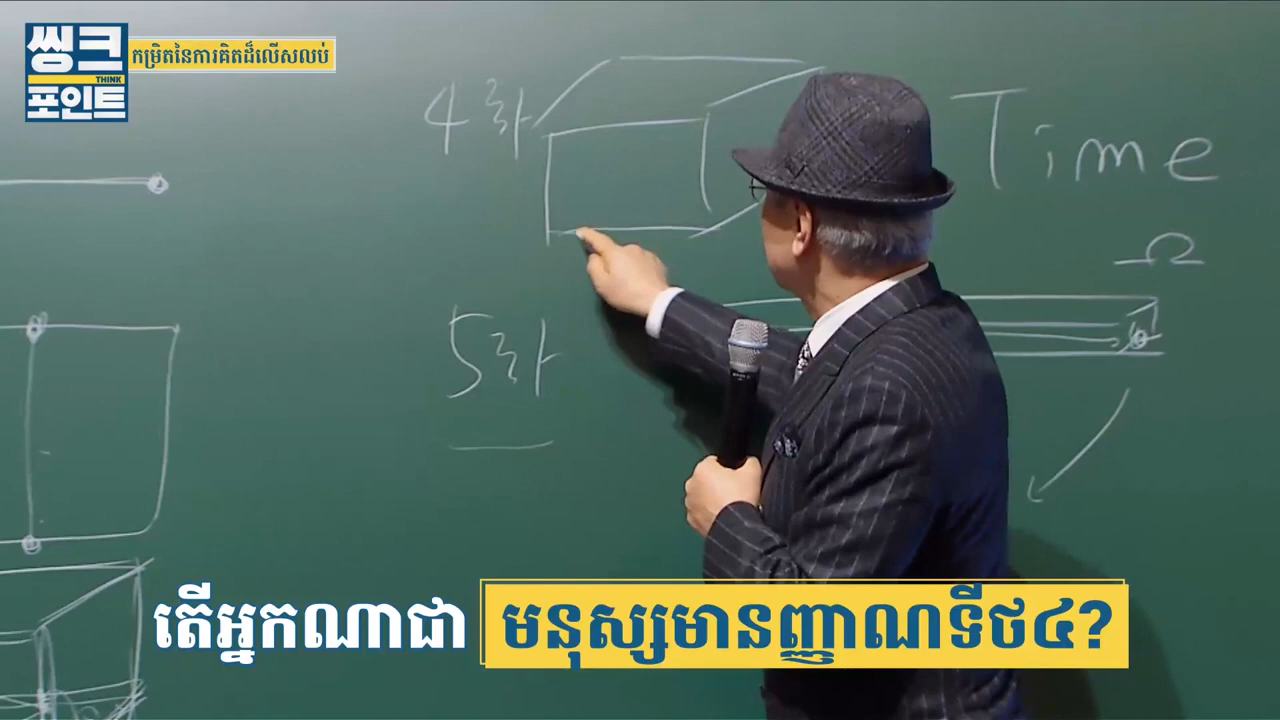 씽크
THINK
포인트
កម្រិតនៃការគិតដ៏លើសលប់
4차
Time
Ω
5차
តើអ្នកណាជា មនុស្សមានញ្ញាណទីថ៤?